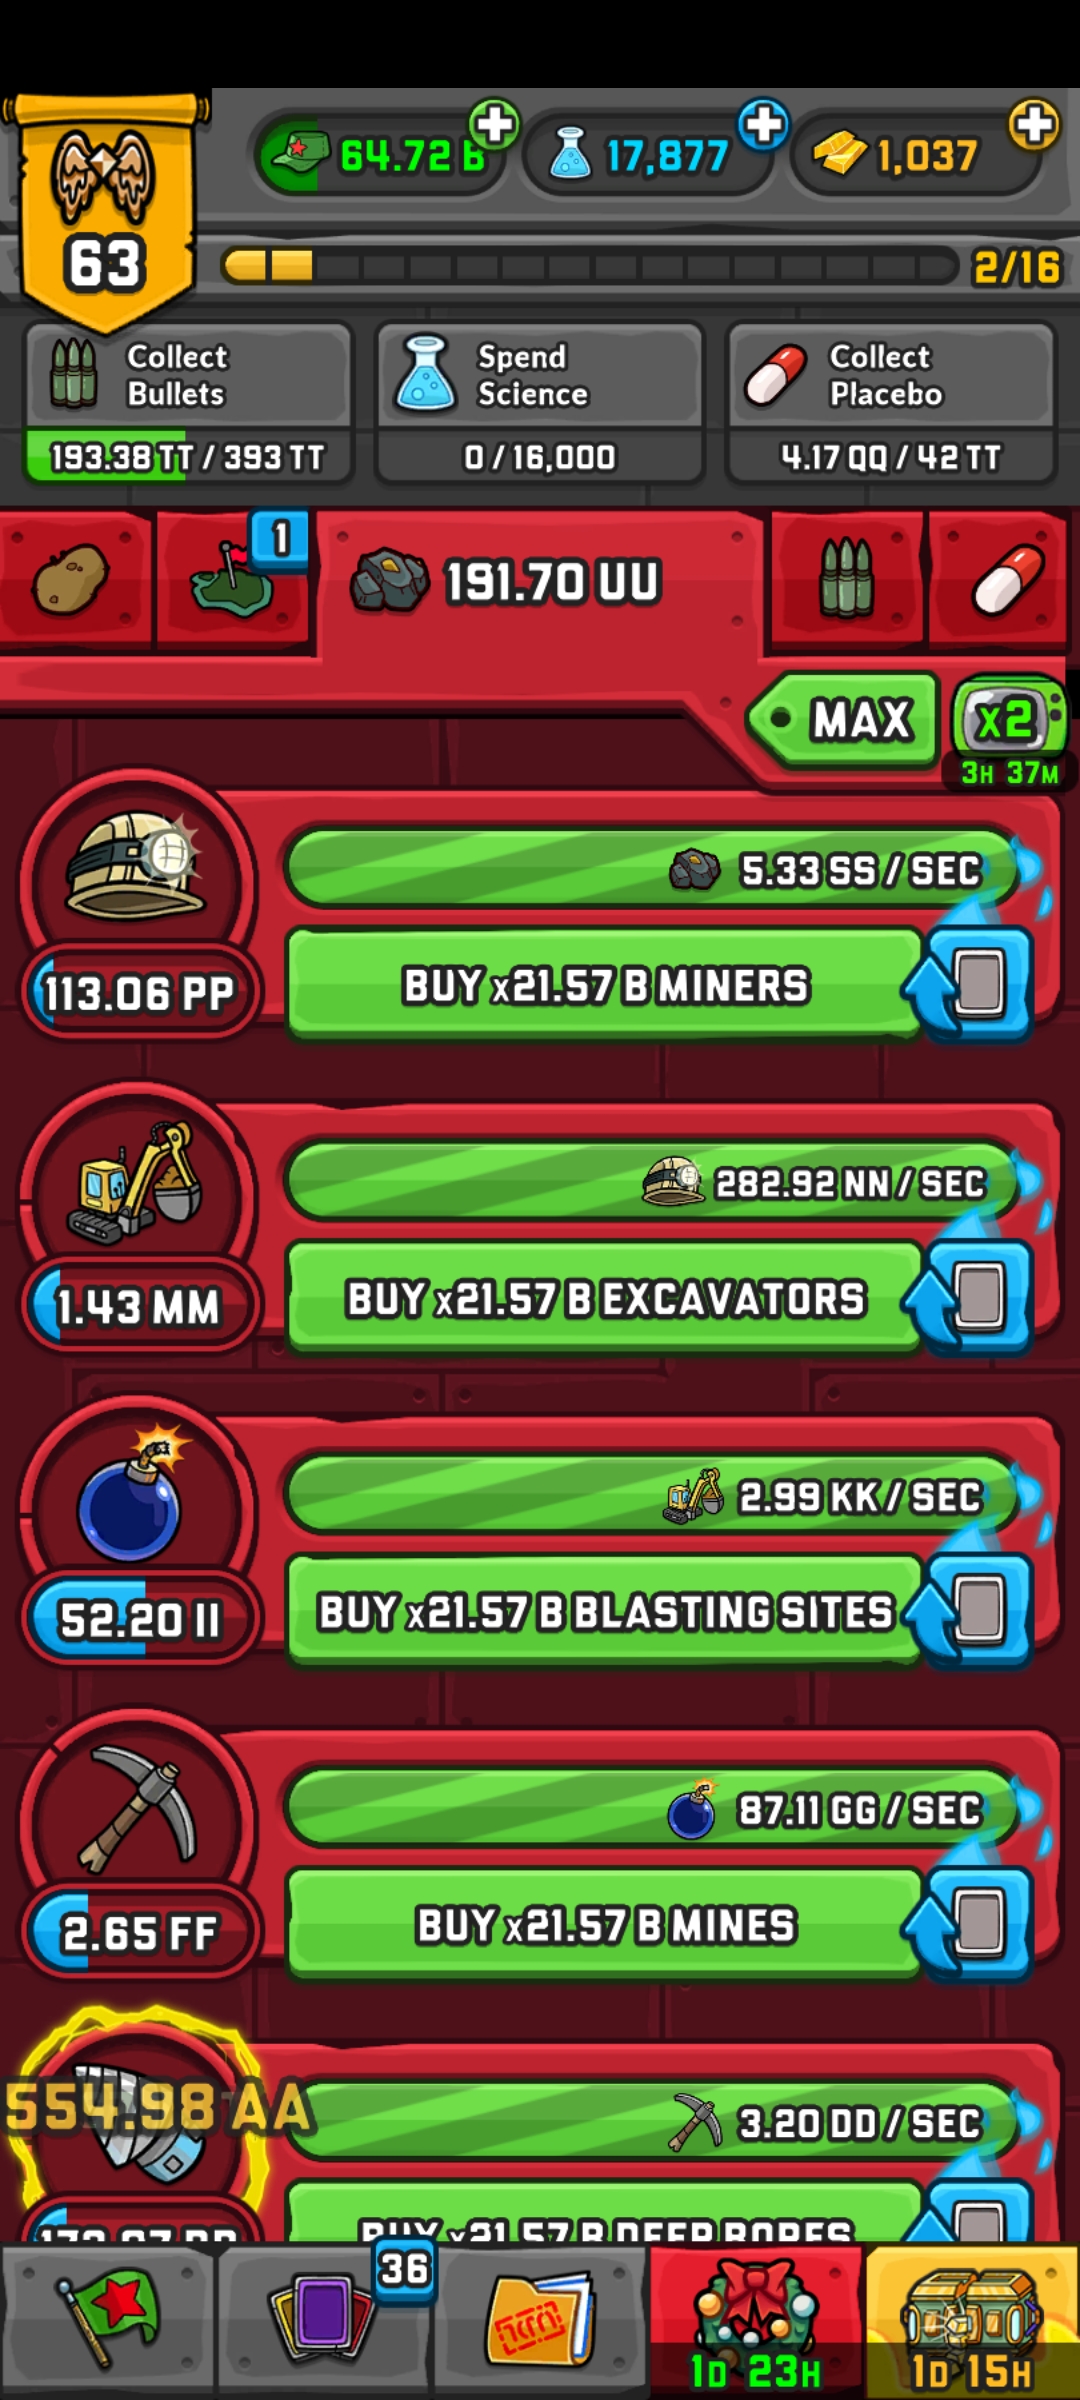 64.72 B
17,877
1,037
63
2/16
Collect
Bullets
Spend
Science
Collect
Placebo
193.38 TT / 393 TT
0 / 16,000
4.17 QQ / 42 TT
1
191.70 UU
MAX
x2
3H 37M
5.33 SS / SEC
113.06 PP
BUY x21.57 B MINERS
282.92 NN / SEC
1.43 MM
BUY x21.57 B EXCAVATORS
2.99 KK / SEC
52.20 II
BUY x21.57 B BLASTING SITES
87.11 GG / SEC
2.65 FF
BUY x21.57 B MINES
554.98 AA
3.20 DD / SEC
BUY x21.57 B DEEP BORES
36
1D 23H
1D 15H